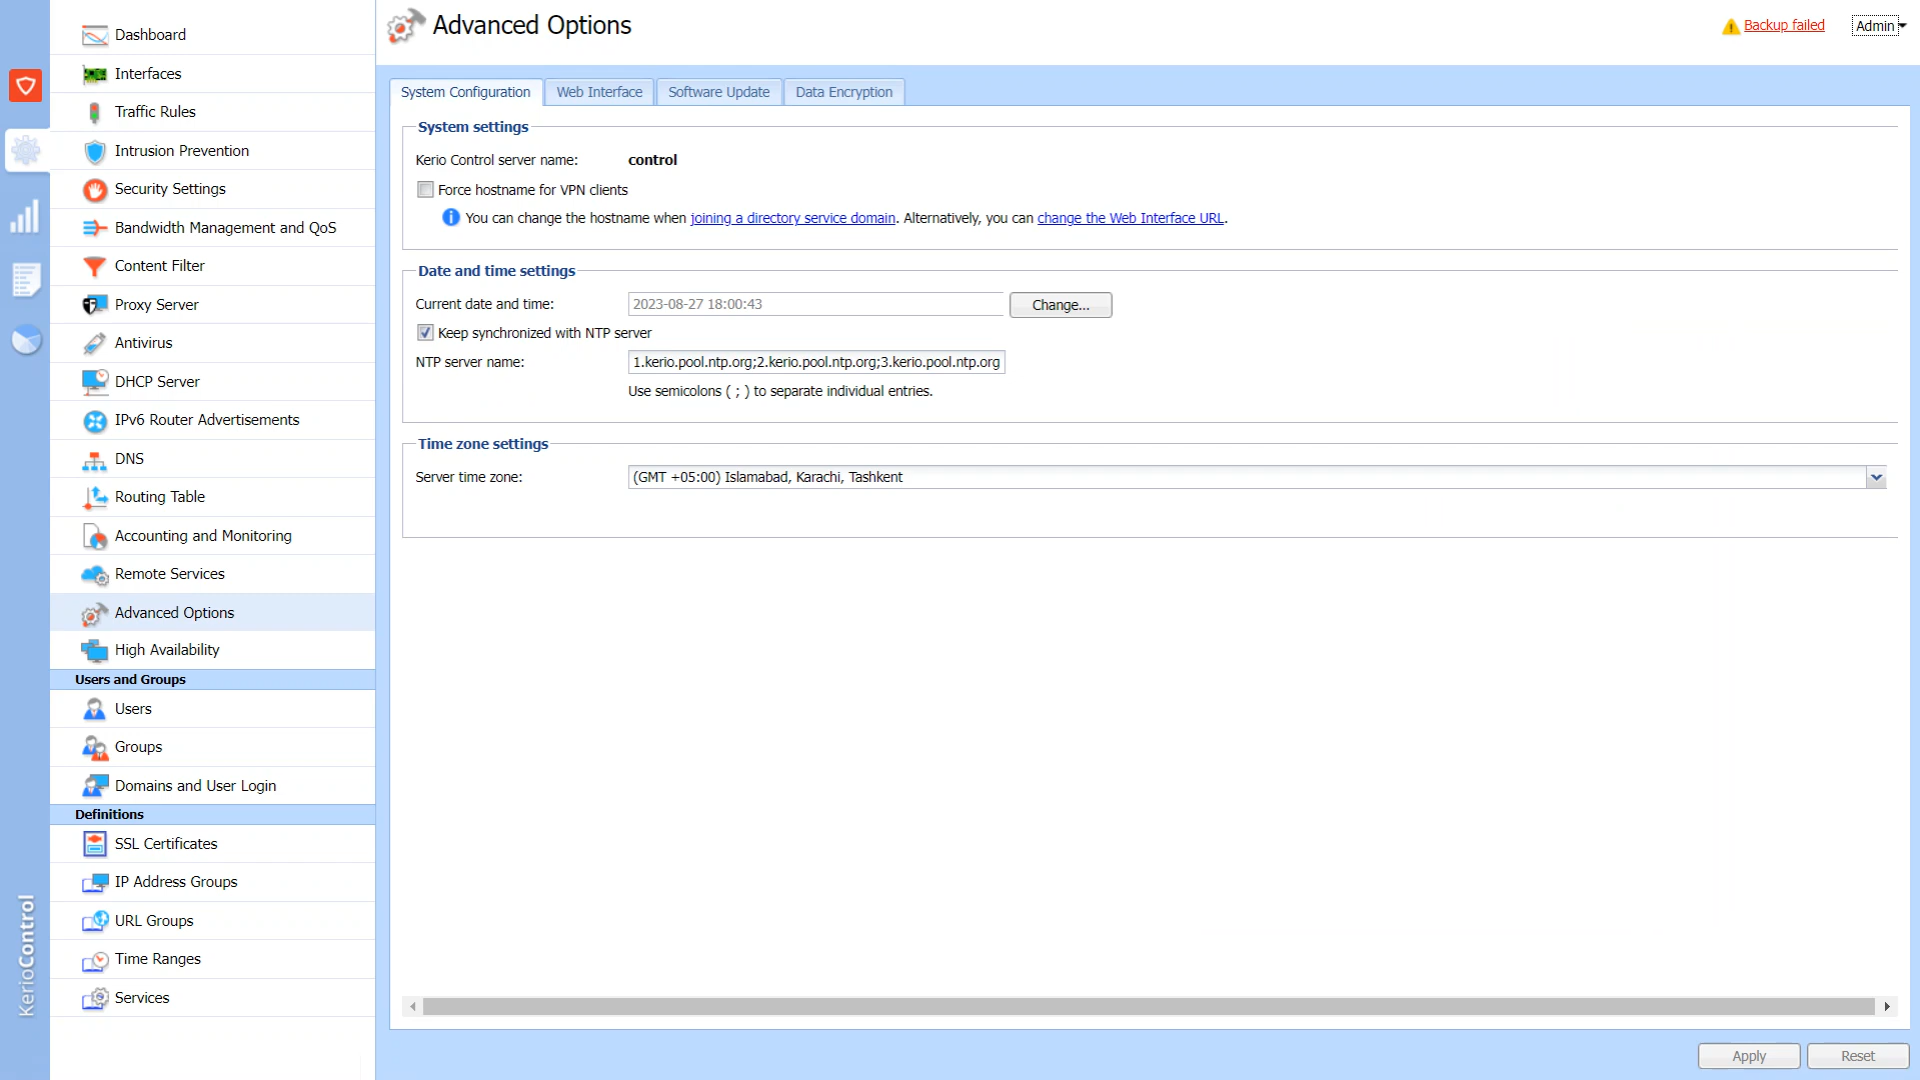 Dashboard
Interfaces
Traffic Rules
Intrusion Prevention
Security Settings
Bandwidth Management and QoS
Content Filter
Proxy Server
Antivirus
DHCP Server
IPv6 Router Advertisements
DNS
Routing Table
Accounting and Monitoring
Remote Services
Advanced Options
High Availability
Users and Groups
Users
Groups
Domains and User Login
Definitions
SSL Certificates
IP Address Groups
URL Groups
Time Ranges
Services
KerioControl
Advanced Options
Backup failed
Admin
System Configuration Web Interface Software Update Data Encryption
System settings
Kerio Control server name: control
Force hostname for VPN clients
You can change the hostname when joining a directory service domain. Alternatively, you can change the Web Interface URL.
Date and time settings
Current date and time: 2023-08-27 18:00:43 Change...
Keep synchronized with NTP server
NTP server name: 1.kerio.pool.ntp.org;2.kerio.pool.ntp.org;3.kerio.pool.ntp.org
Use semicolons ( ; ) to separate individual entries.
Time zone settings
Server time zone: (GMT +05:00) Islamabad, Karachi, Tashkent
Apply Reset